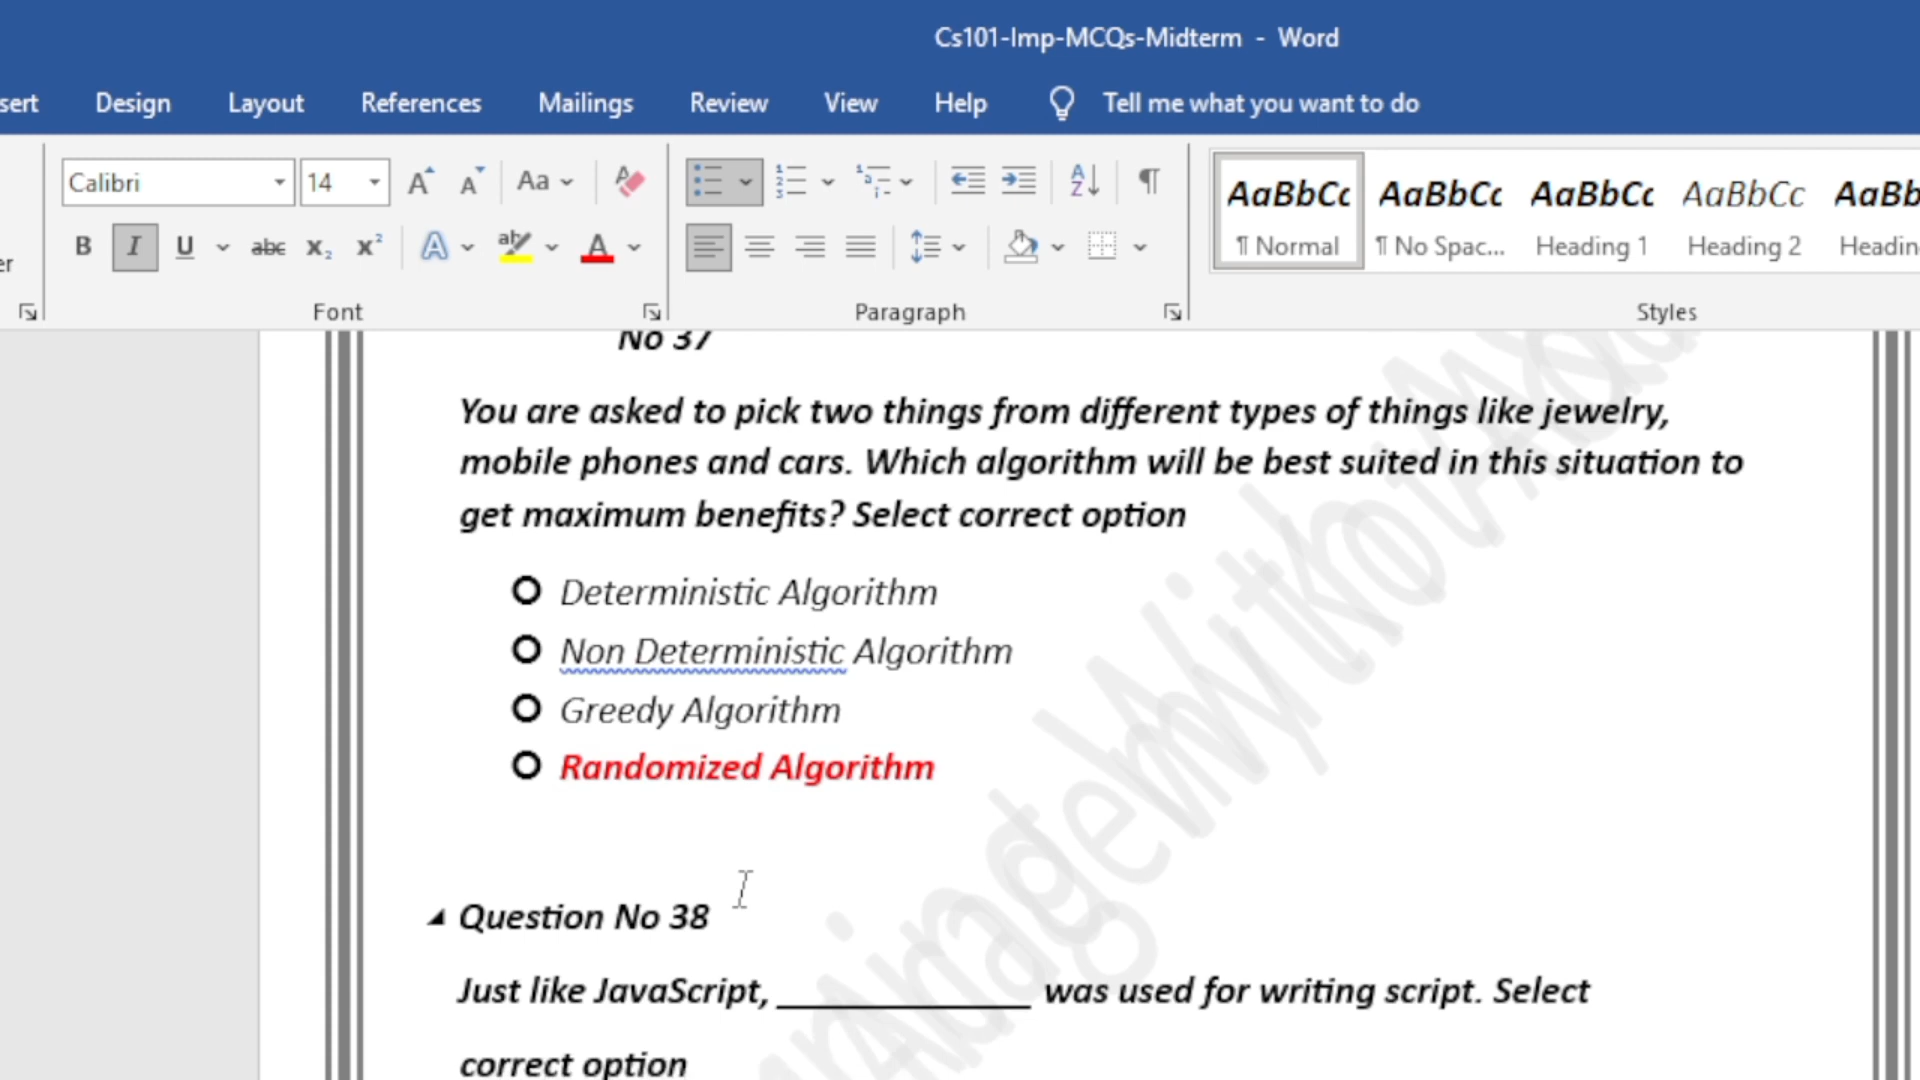 Cs101-Imp-MCQs-Midterm - Word
sert Design Layout References Mailings Review View Help Tell me what you want to do
Calibri 14 Aa
AaBbCc AaBbCc AaBbCc AaBbCc AaBb
B I U abc x₂ x² A ab A
¶ Normal ¶ No Spac... Heading 1 Heading 2 Headin
er
Font Paragraph Styles
No 37
You are asked to pick two things from different types of things like jewelry,
mobile phones and cars. Which algorithm will be best suited in this situation to
get maximum benefits? Select correct option
Deterministic Algorithm
Non Deterministic Algorithm
Greedy Algorithm
Randomized Algorithm
Question No 38
Just like JavaScript, ______________ was used for writing script. Select
correct option